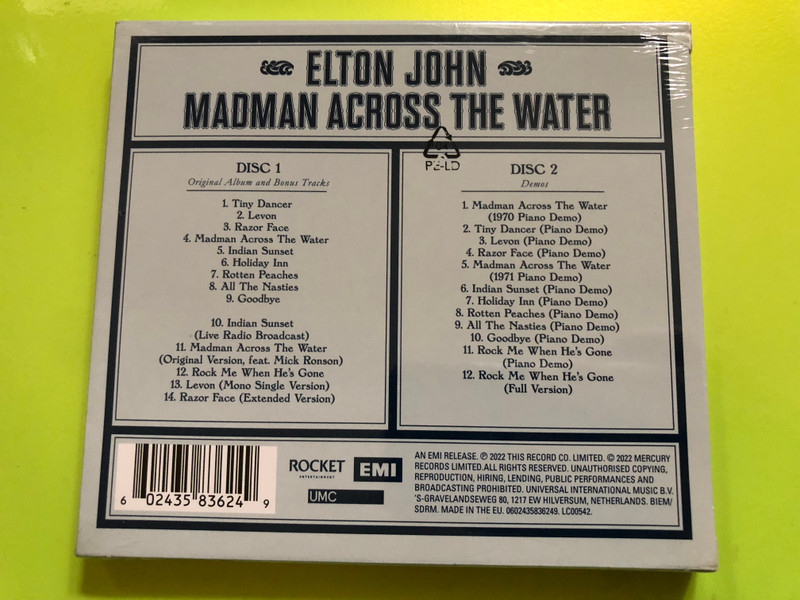 ELTON JOHN
MADMAN ACROSS THE WATER
PE-LD
DISC 1
Original Album and Bonus Tracks
1. Tiny Dancer
2. Levon
3. Razor Face
4. Madman Across The Water
5. Indian Sunset
6. Holiday Inn
7. Rotten Peaches
8. All The Nasties
9. Goodbye
10. Indian Sunset
(Live Radio Broadcast)
11. Madman Across The Water
(Original Version, feat. Mick Ronson)
12. Rock Me When He's Gone
13. Levon (Mono Single Version)
14. Razor Face (Extended Version)
DISC 2
Demos
1. Madman Across The Water
(1970 Piano Demo)
2. Tiny Dancer (Piano Demo)
3. Levon (Piano Demo)
4. Razor Face (Piano Demo)
5. Madman Across The Water
(1971 Piano Demo)
6. Indian Sunset (Piano Demo)
7. Holiday Inn (Piano Demo)
8. Rotten Peaches (Piano Demo)
9. All The Nasties (Piano Demo)
10. Goodbye (Piano Demo)
11. Rock Me When He's Gone
(Piano Demo)
12. Rock Me When He's Gone
(Full Version)
6 02435 83624 9
ROCKET
ENTERTAINMENT
EMI
UMC
AN EMI RELEASE. ℗ 2022 THIS RECORD CO. LIMITED. © 2022 MERCURY
RECORDS LIMITED.ALL RIGHTS RESERVED. UNAUTHORISED COPYING,
REPRODUCTION, HIRING, LENDING, PUBLIC PERFORMANCES AND
BROADCASTING PROHIBITED. UNIVERSAL INTERNATIONAL MUSIC B.V.
'S-GRAVELANDSEWEG 80, 1217 EW HILVERSUM, NETHERLANDS. BIEM/
SDRM. MADE IN THE EU. 0602435836249. LC00542.